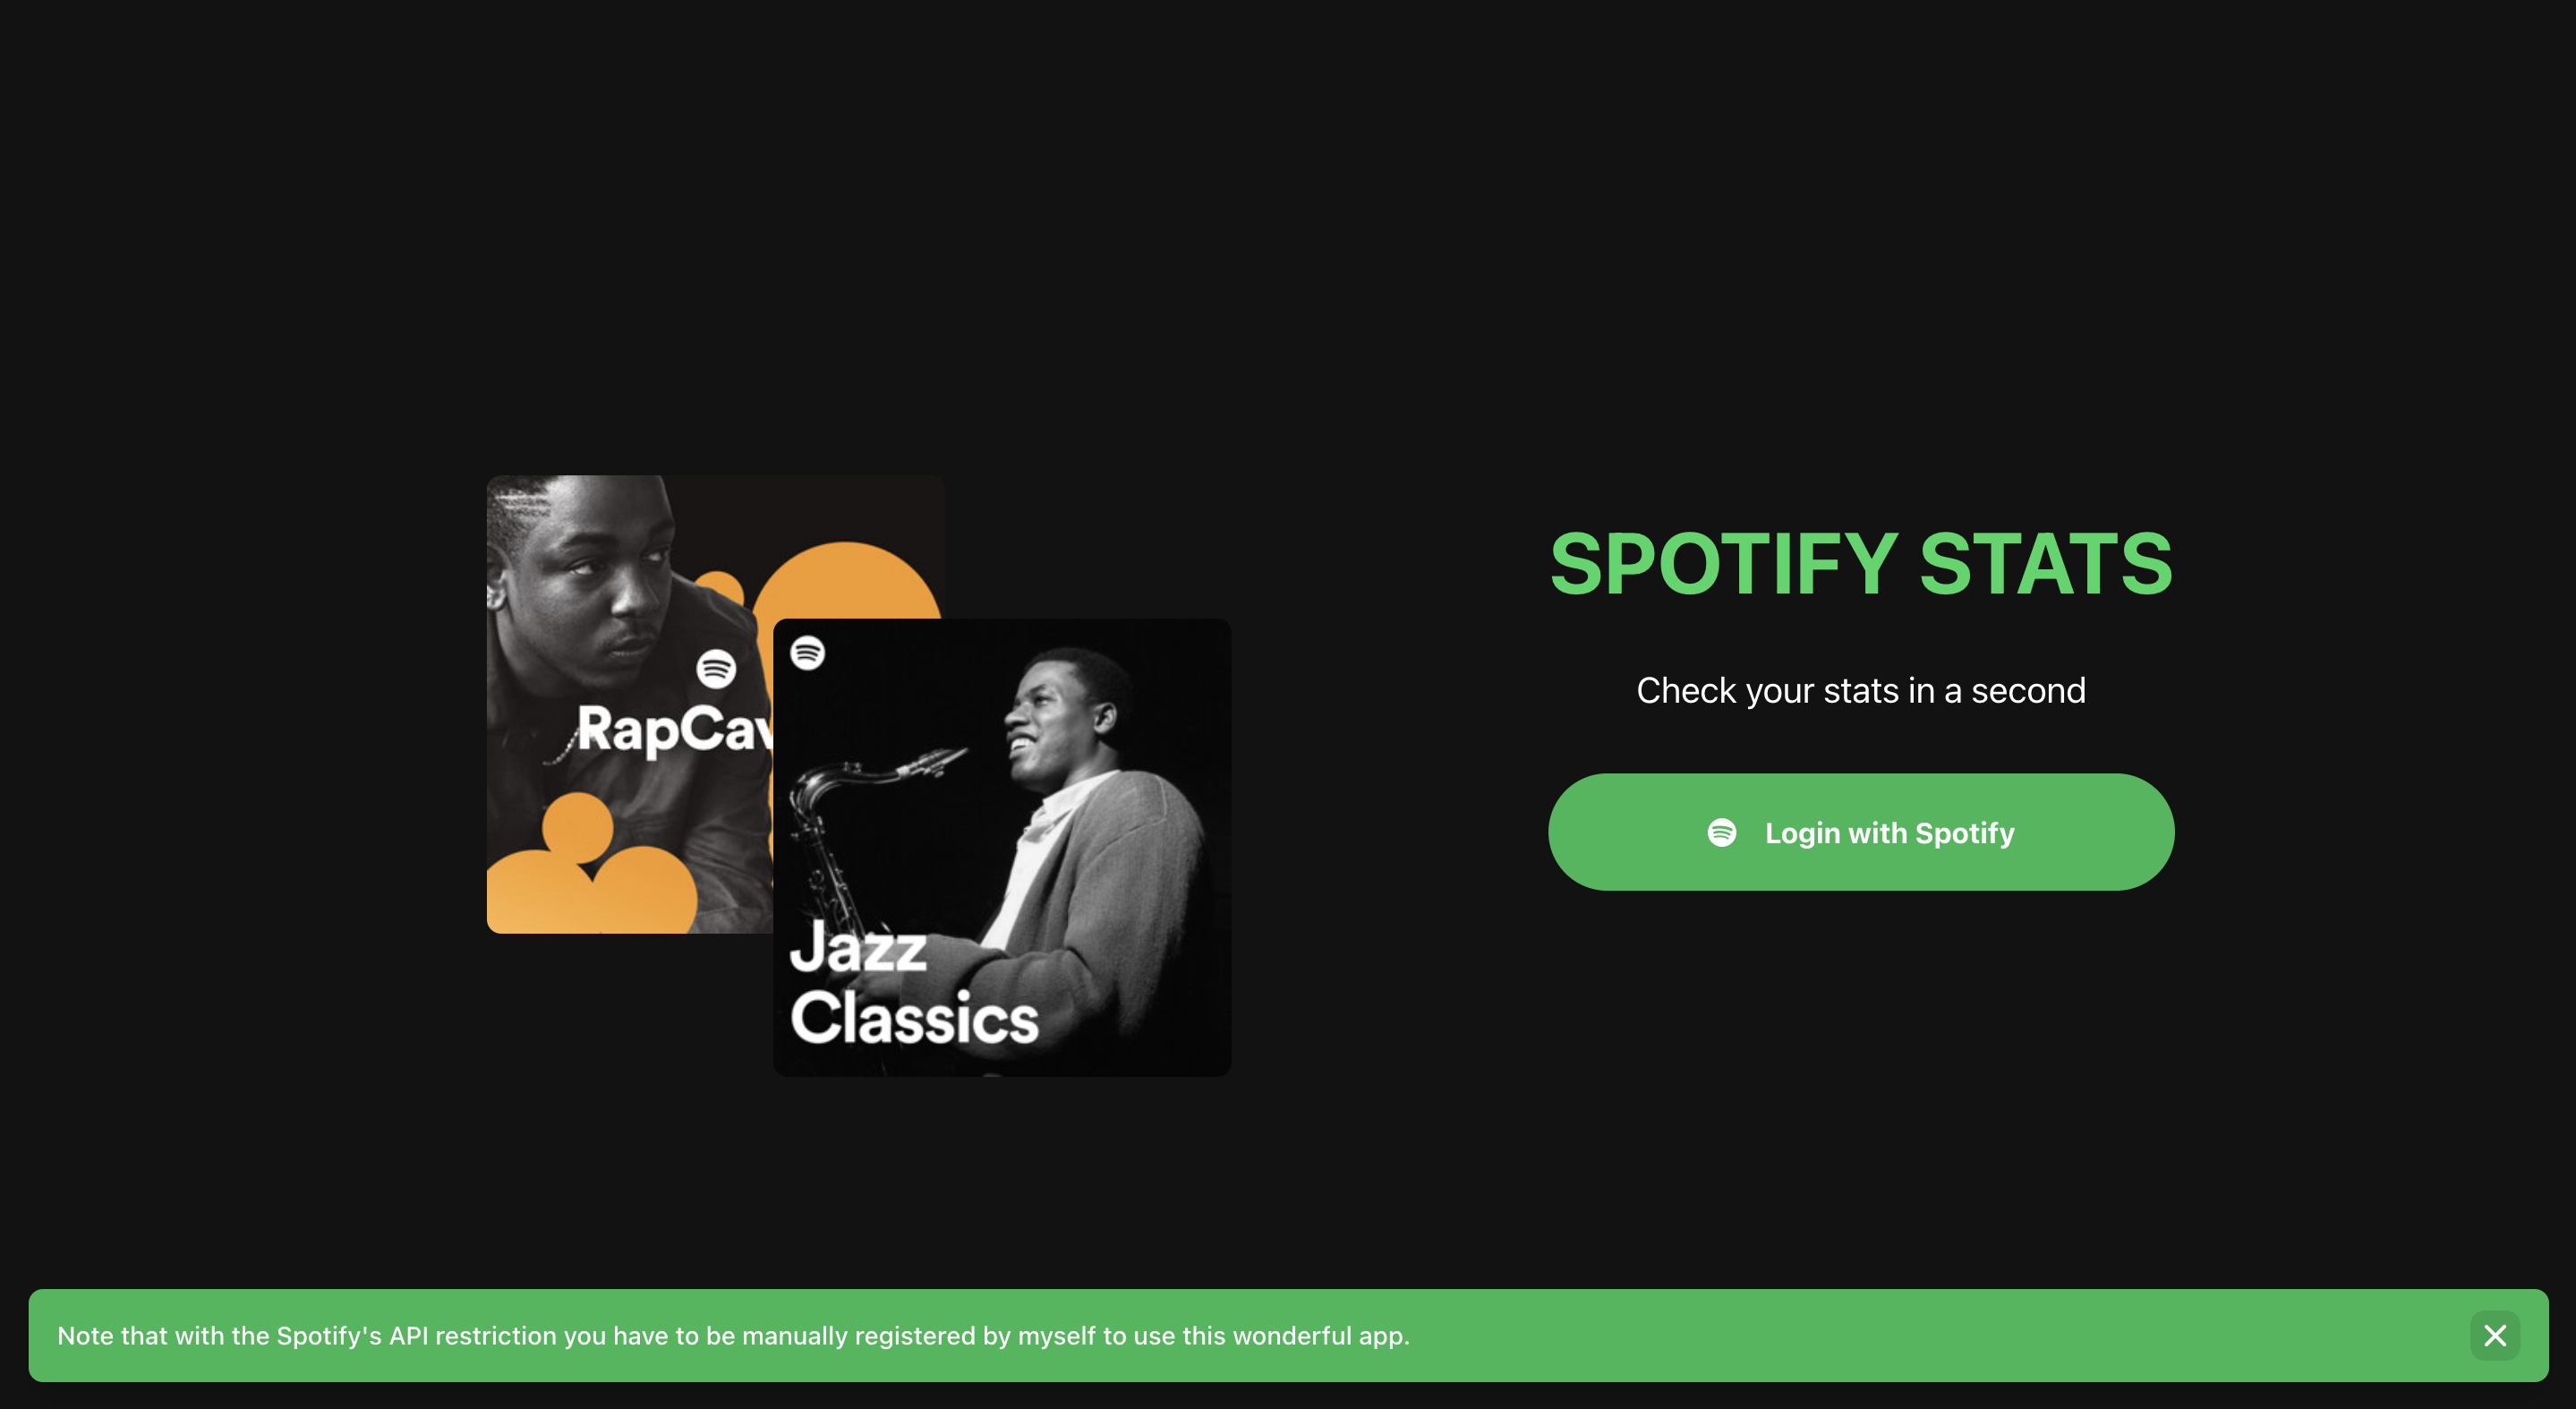 RapCav
Jazz
Classics
SPOTIFY STATS
Check your stats in a second
Login with Spotify
Note that with the Spotify's API restriction you have to be manually registered by myself to use this wonderful app.